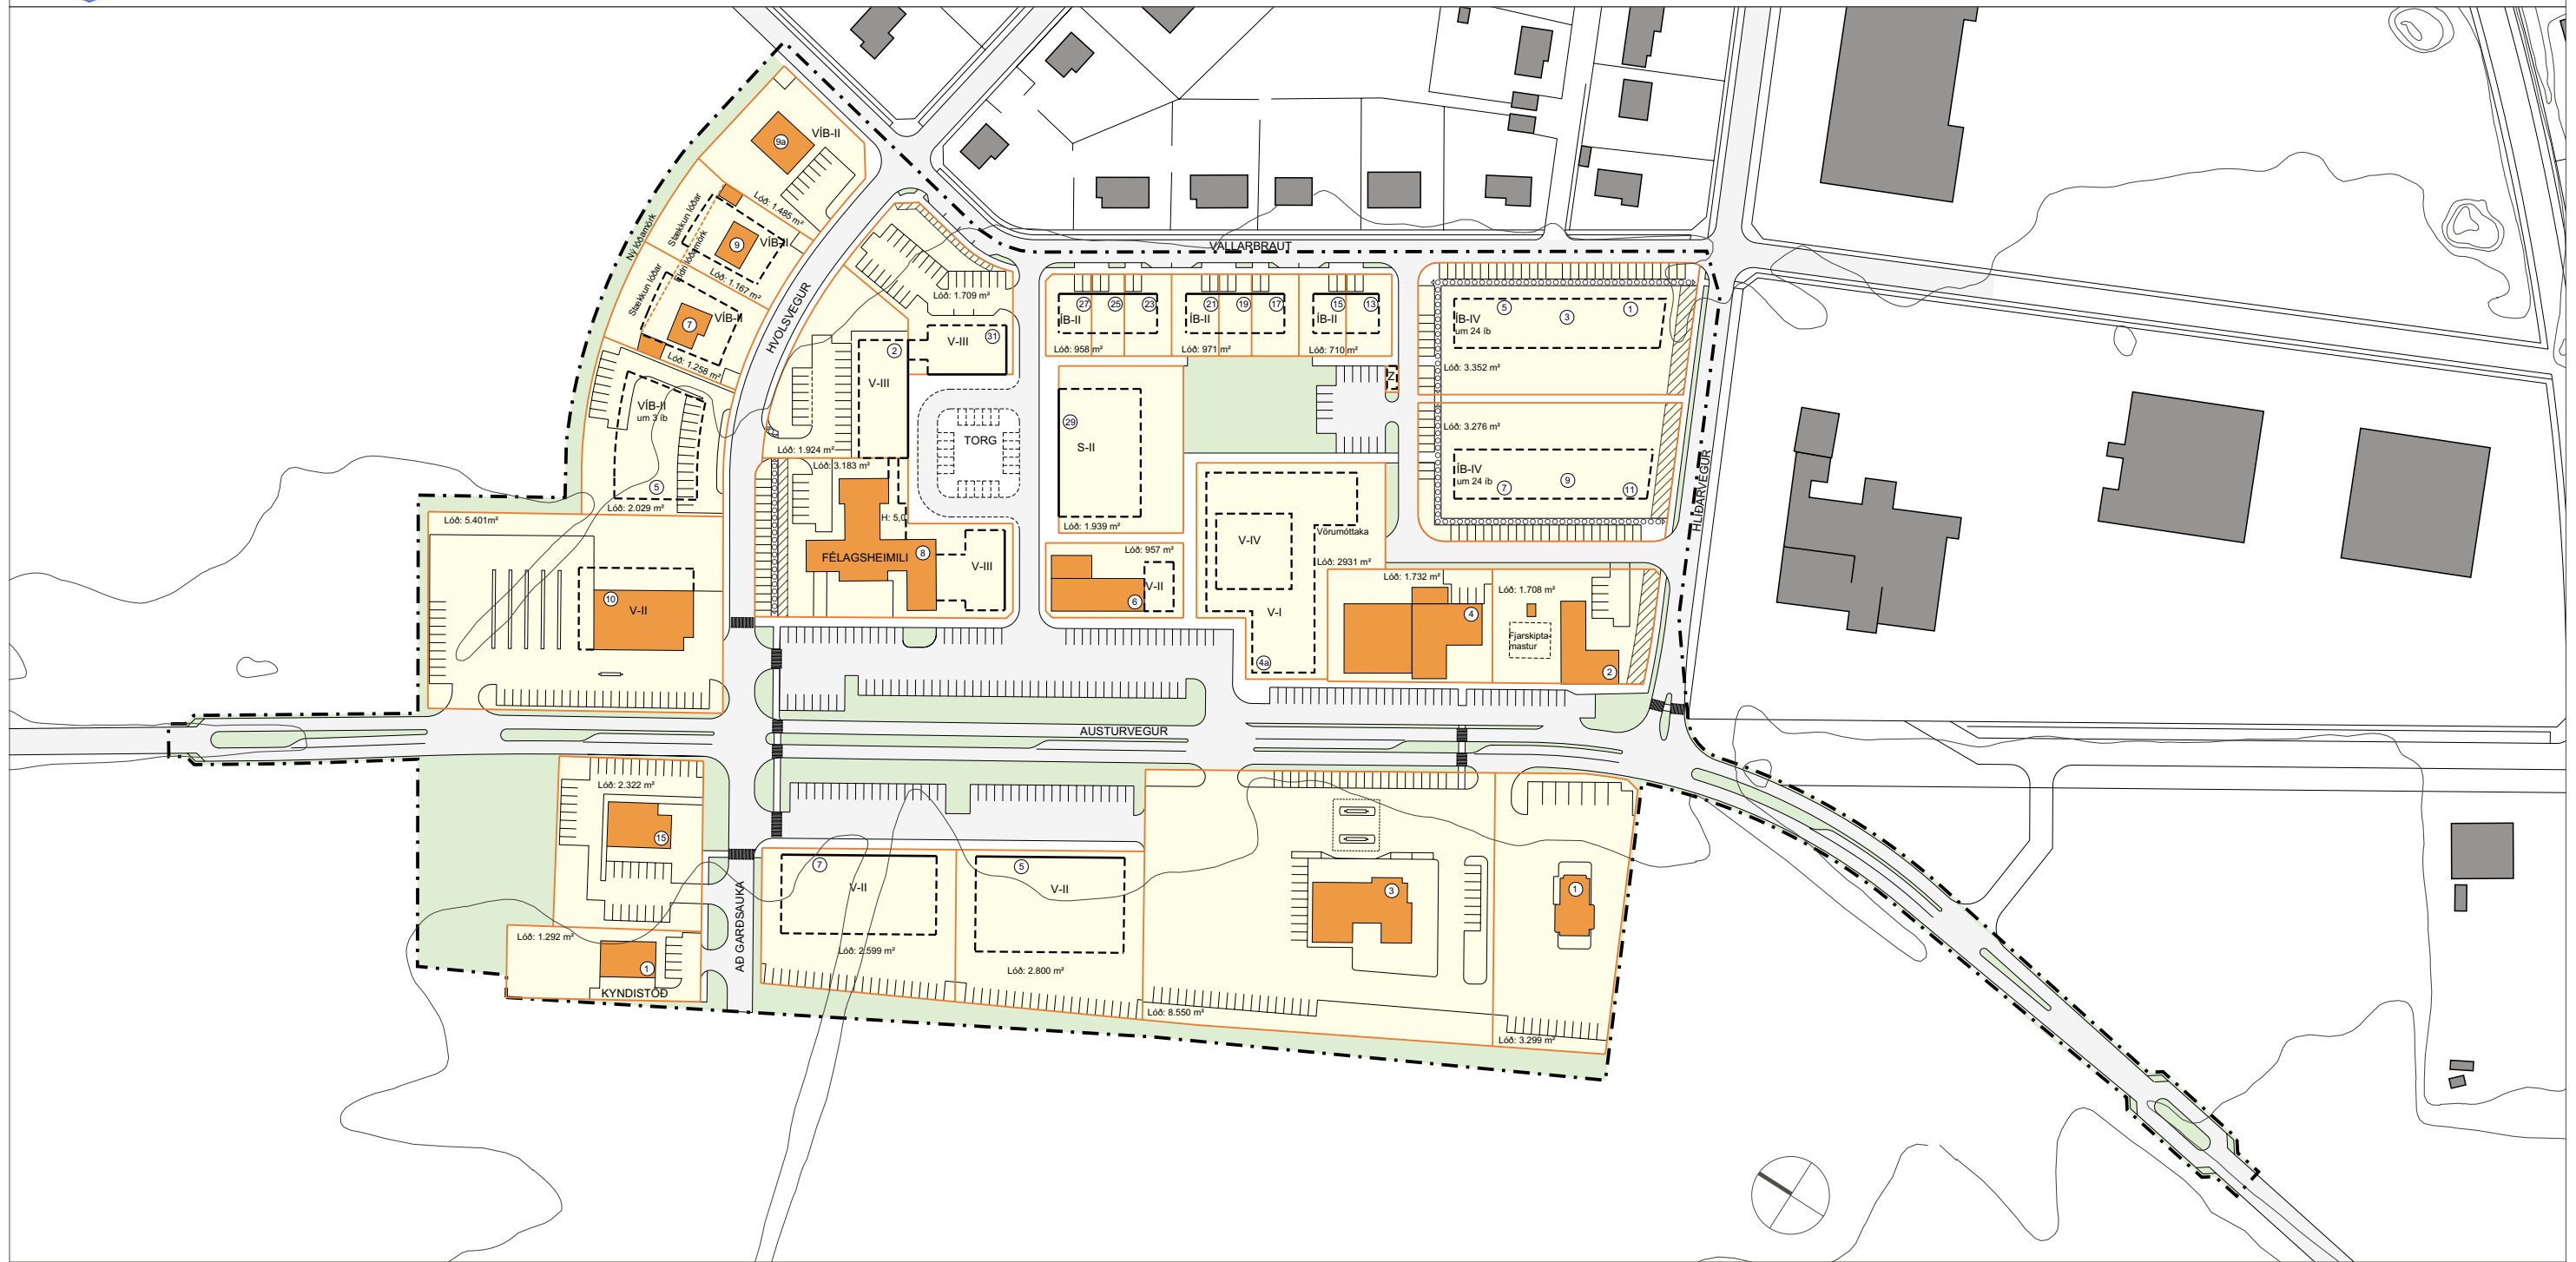 9a
VÍB-II
Lóð: 1.485 m²
Ný lóðamörk
Stækkun lóðar
Eldri lóðamörk
9
VÍB-II
Lóð: 1.167 m²
Stækkun lóðar
7
VÍB-II
Lóð: 1.258 m²
HVOLSVEGUR
VÍB-II
um 3 íb
5
Lóð: 2.029 m²
Lóð: 1.709 m²
V-III
31
2
V-III
Lóð: 1.924 m²
TORG
VALLARBRAUT
27
25
23
ÍB-II
Lóð: 958 m²
21
19
17
ÍB-II
Lóð: 971 m²
15
13
ÍB-II
Lóð: 710 m²
5
3
1
ÍB-IV
um 24 íb
Lóð: 3.352 m²
Lóð: 3.276 m²
ÍB-IV
um 24 íb
7
9
11
HLÍÐARVEGUR
29
S-II
Lóð: 1.939 m²
Lóð: 3.183 m²
H: 5,0
FÉLAGSHEIMILI
8
V-III
Lóð: 957 m²
V-II
6
V-IV
Vörumóttaka
Lóð: 2931 m²
V-I
4a
Lóð: 1.732 m²
4
Lóð: 1.708 m²
Fjarskipta-
mastur
2
Lóð: 5.401m²
10
V-II
AUSTURVEGUR
Lóð: 2.322 m²
15
Lóð: 1.292 m²
1
KYNDISTÖÐ
AÐ GARÐSAUKA
7
V-II
Lóð: 2.599 m²
5
V-II
Lóð: 2.800 m²
3
Lóð: 8.550 m²
1
Lóð: 3.299 m²